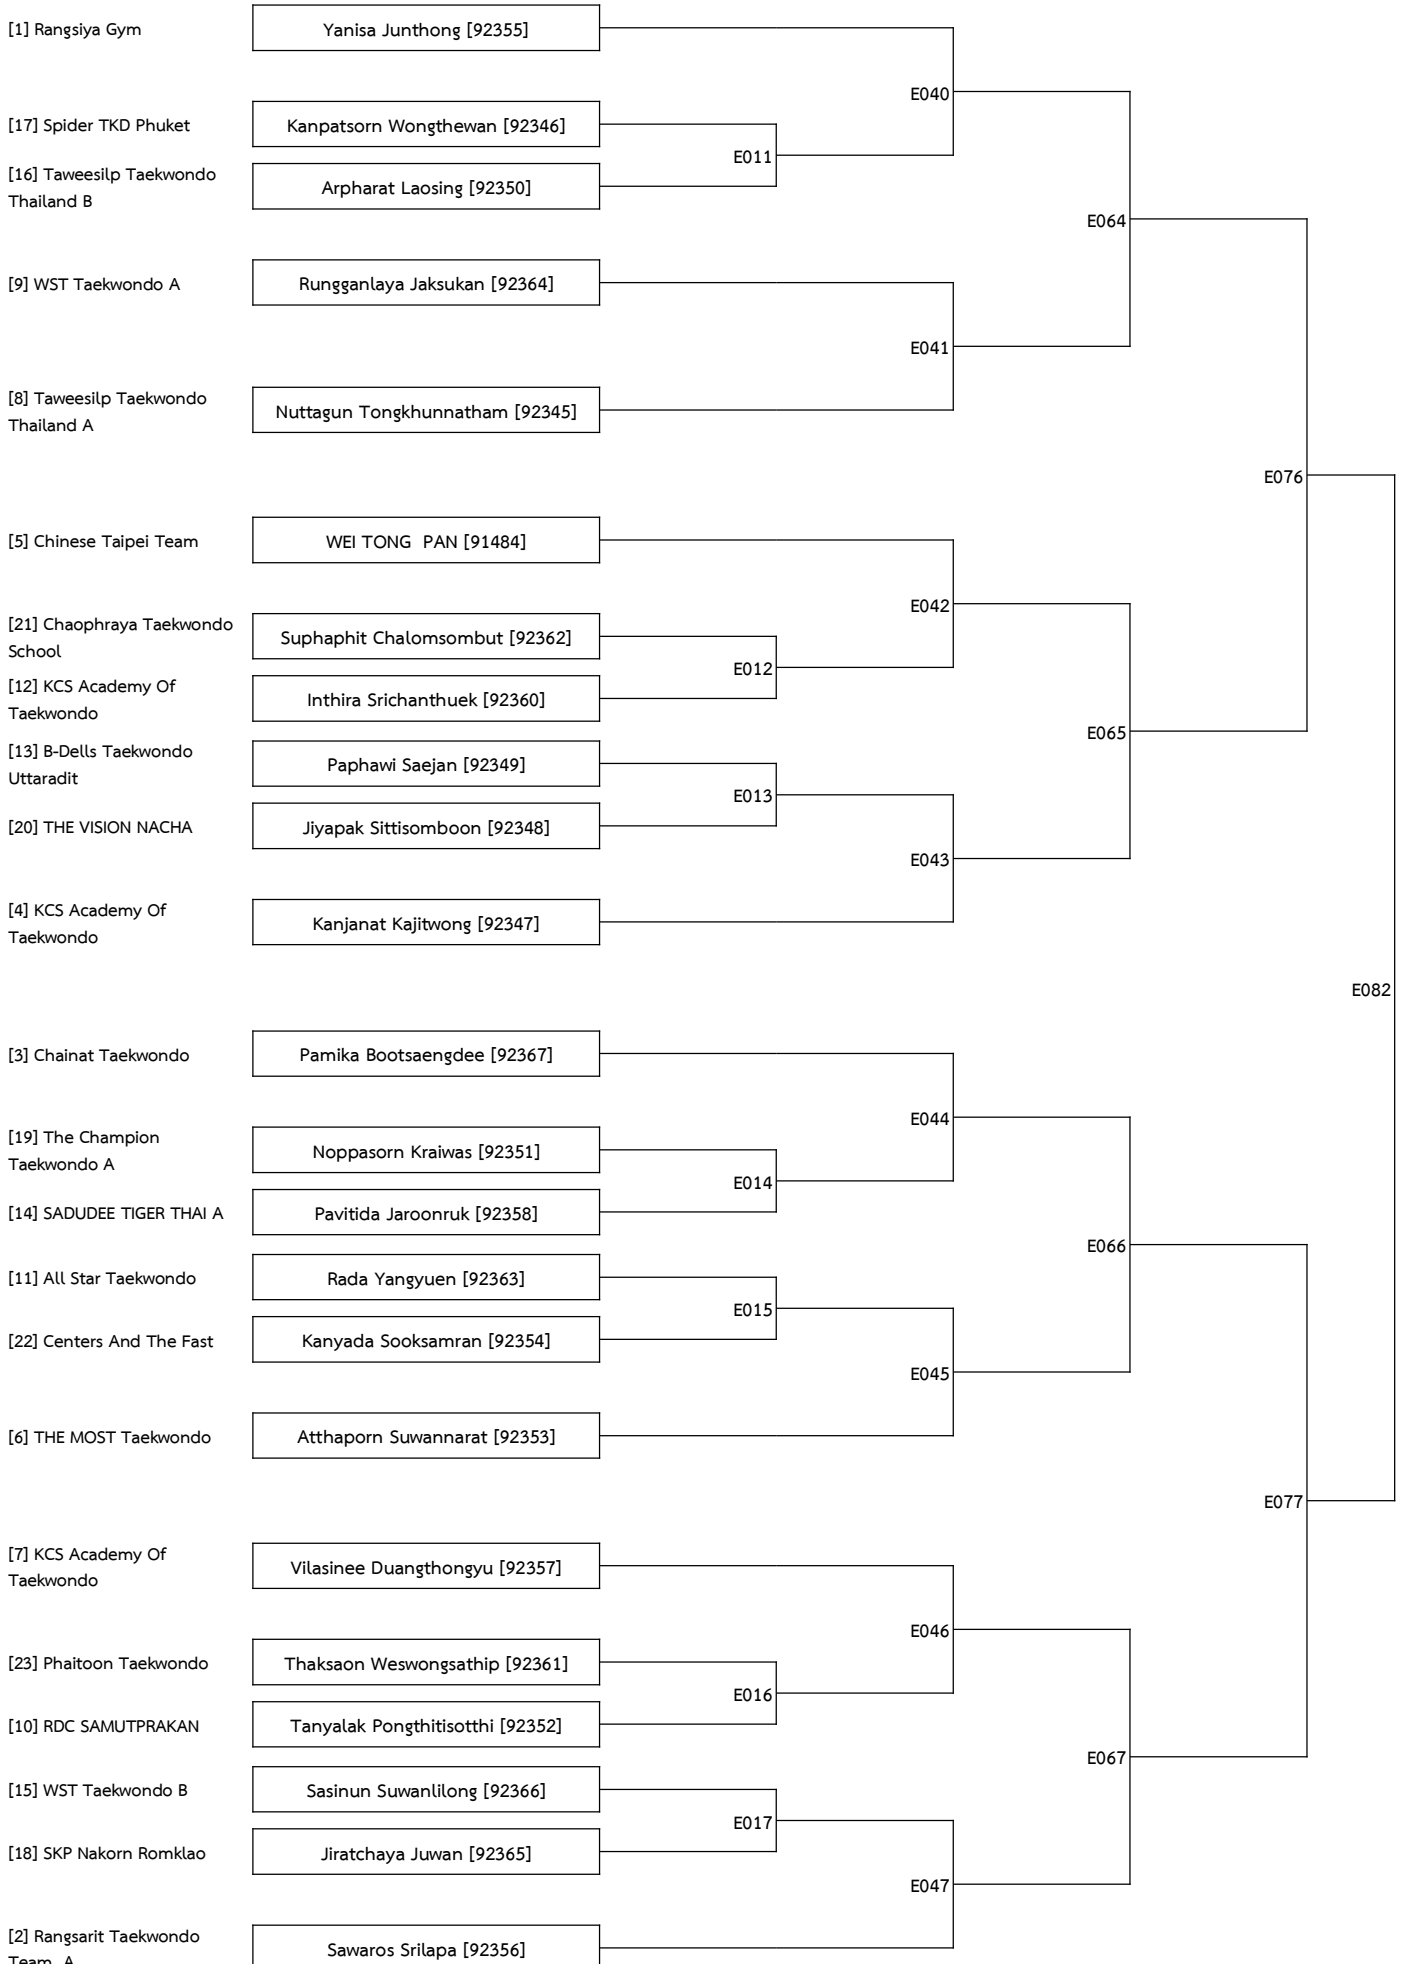 [1] Rangsiya Gym
Yanisa Junthong [92355]
E040
[17] Spider TKD Phuket
Kanpatsorn Wongthewan [92346]
E011
[16] Taweesilp Taekwondo
Thailand B
Arpharat Laosing [92350]
E064
[9] WST Taekwondo A
Rungganlaya Jaksukan [92364]
E041
[8] Taweesilp Taekwondo
Thailand A
Nuttagun Tongkhunnatham [92345]
E076
[5] Chinese Taipei Team
WEI TONG  PAN [91484]
E042
[21] Chaophraya Taekwondo
School
Suphaphit Chalomsombut [92362]
E012
[12] KCS Academy Of
Taekwondo
Inthira Srichanthuek [92360]
E065
[13] B-Dells Taekwondo
Uttaradit
Paphawi Saejan [92349]
E013
[20] THE VISION NACHA
Jiyapak Sittisomboon [92348]
E043
[4] KCS Academy Of
Taekwondo
Kanjanat Kajitwong [92347]
E082
[3] Chainat Taekwondo
Pamika Bootsaengdee [92367]
E044
[19] The Champion
Taekwondo A
Noppasorn Kraiwas [92351]
E014
[14] SADUDEE TIGER THAI A
Pavitida Jaroonruk [92358]
E066
[11] All Star Taekwondo
Rada Yangyuen [92363]
E015
[22] Centers And The Fast
Kanyada Sooksamran [92354]
E045
[6] THE MOST Taekwondo
Atthaporn Suwannarat [92353]
E077
[7] KCS Academy Of
Taekwondo
Vilasinee Duangthongyu [92357]
E046
[23] Phaitoon Taekwondo
Thaksaon Weswongsathip [92361]
E016
[10] RDC SAMUTPRAKAN
Tanyalak Pongthitisotthi [92352]
E067
[15] WST Taekwondo B
Sasinun Suwanlilong [92366]
E017
[18] SKP Nakorn Romklao
Jiratchaya Juwan [92365]
E047
[2] Rangsarit Taekwondo
Team  A
Sawaros Srilapa [92356]